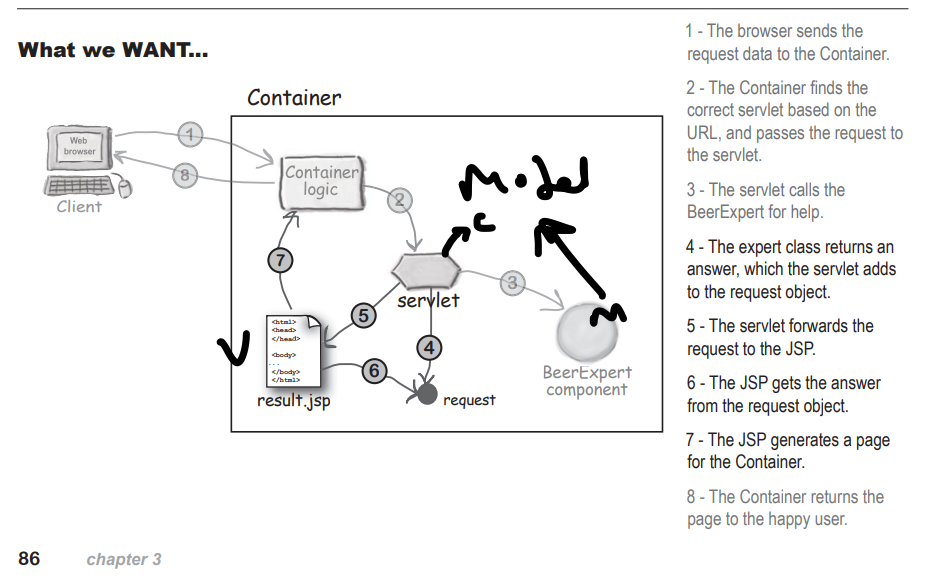 What we WANT...
Container
Web
browser
Client
1
8
Container
logic
2
Model
C
servlet
3
M
7
5
4
6
V
<html>
<head>
</head>
<body>
...
</body>
</html>
result.jsp
request
BeerExpert
component
1 - The browser sends the
request data to the Container.
2 - The Container finds the
correct servlet based on the
URL, and passes the request to
the servlet.
3 - The servlet calls the
BeerExpert for help.
4 - The expert class returns an
answer, which the servlet adds
to the request object.
5 - The servlet forwards the
request to the JSP.
6 - The JSP gets the answer
from the request object.
7 - The JSP generates a page
for the Container.
8 - The Container returns the
page to the happy user.
86 chapter 3